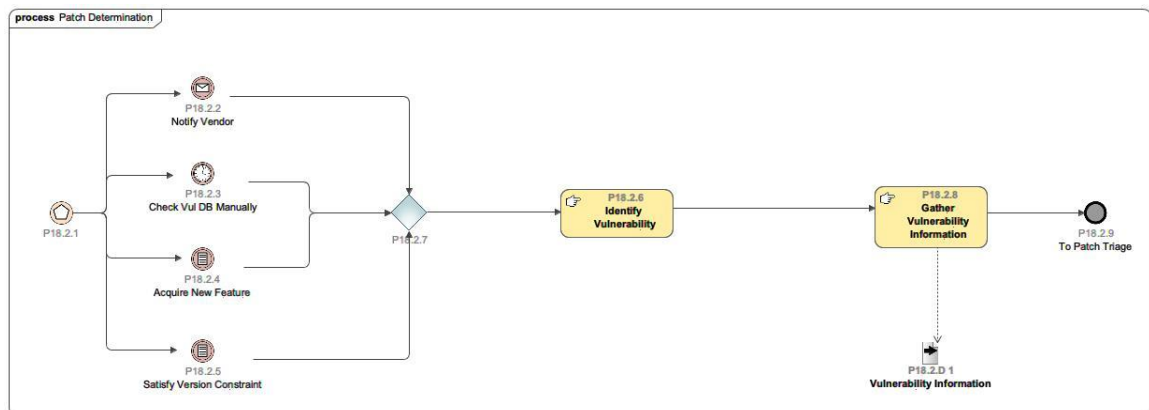 process Patch Determination
P18.2.2
Notify Vendor
P18.2.3
Check Vul DB Manually
P18.2.1
P18.2.7
P18.2.4
Acquire New Feature
P18.2.5
Satisfy Version Constraint
P18.2.6
Identify
Vulnerability
P18.2.8
Gather
Vulnerability
Information
P18.2.9
To Patch Triage
P18.2.D 1
Vulnerability Information